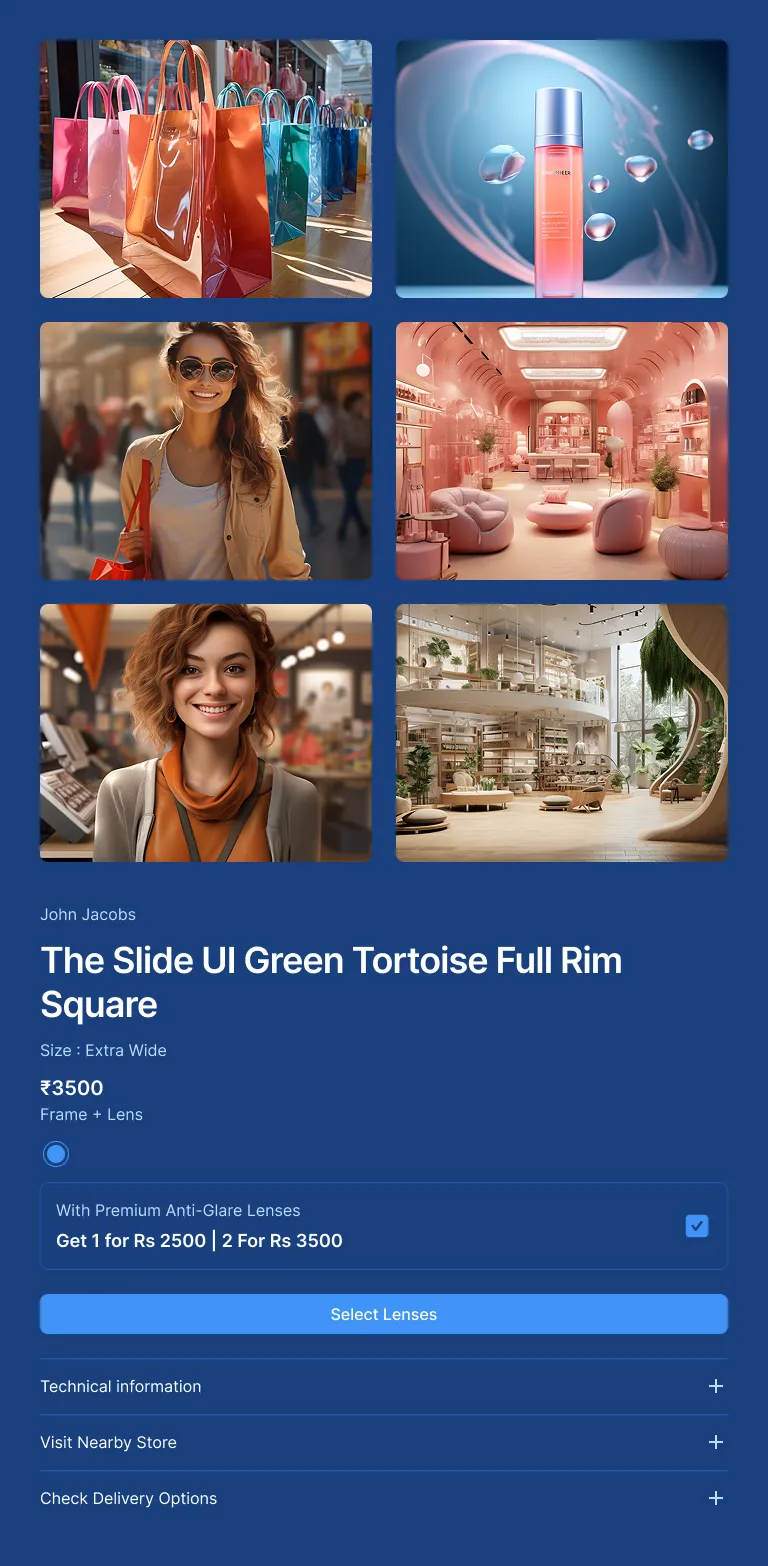 John Jacobs
The Slide UI Green Tortoise Full Rim
Square
Size : Extra Wide
₹3500
Frame + Lens
With Premium Anti-Glare Lenses
Get 1 for Rs 2500 | 2 For Rs 3500
Select Lenses
Technical information
Visit Nearby Store
Check Delivery Options